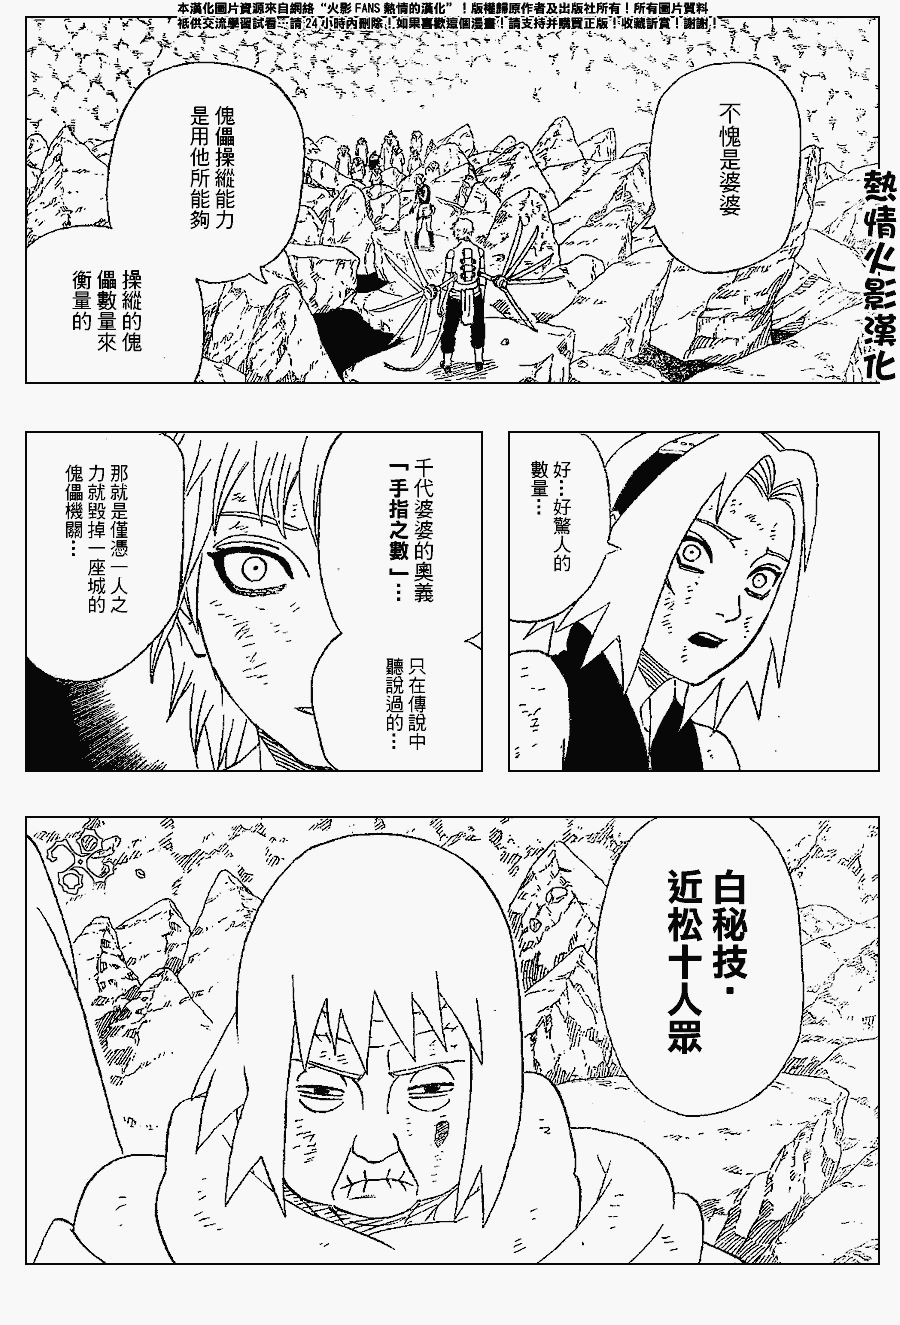 本漢化圖片資源來自網絡“火影FANS熱情的漢化”！版權歸原作者及出版社所有！所有圖片質料
祗供交流學習試看…請24小時內刪除！如果喜歡這個漫畫！請支持并購買正版！收藏訢賞！謝謝！
熱情火影漢化
不愧是婆婆
傀儡操縱能力
是用他所能夠
操縱的傀
儡數量來
衡量的
好…好驚人的
數量…
千代婆婆的奧義
「手指之數」…
只在傳說中
聽說過的…
那就是僅憑一人之
力就毀掉一座城的
傀儡機關…
白秘技·
近松十人眾